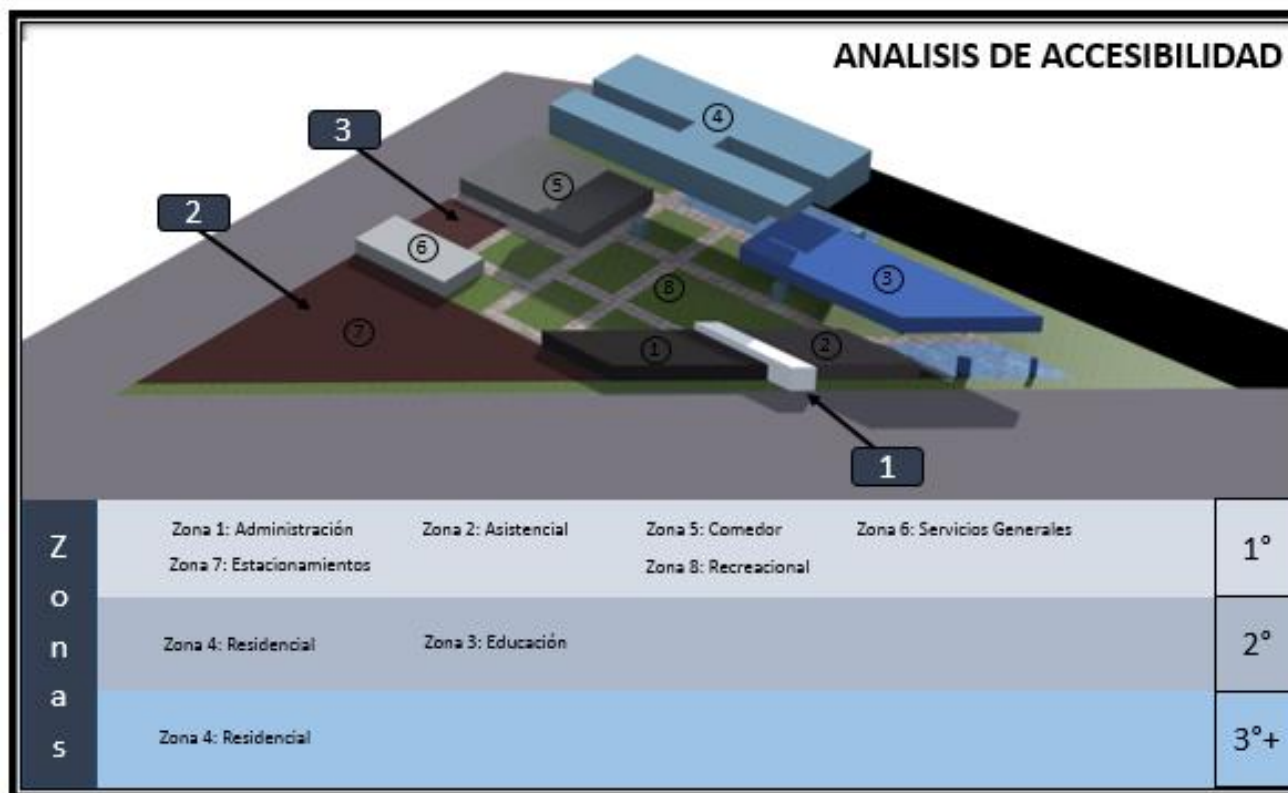 ANALISIS DE ACCESIBILIDAD
4
3
5
2
6
3
8
7
1
2
1
Zonas
Zona 1: Administración Zona 2: Asistencial Zona 5: Comedor Zona 6: Servicios Generales
1°
Zona 7: Estacionamientos Zona 8: Recreacional
Zona 4: Residencial Zona 3: Educación
2°
Zona 4: Residencial
3°+